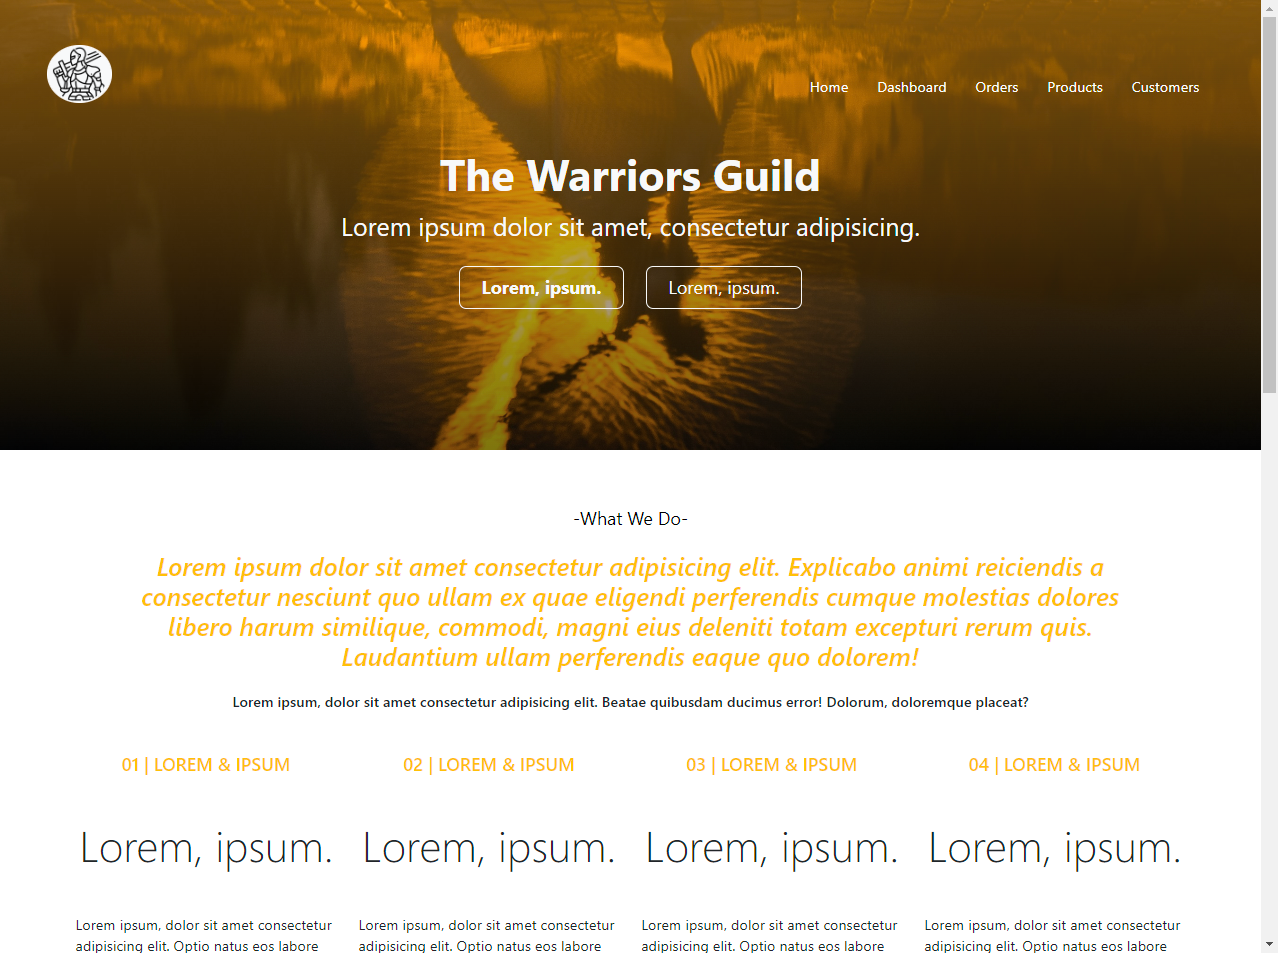 Home Dashboard Orders Products Customers
The Warriors Guild
Lorem ipsum dolor sit amet, consectetur adipisicing.
Lorem, ipsum. Lorem, ipsum.
-What We Do-
Lorem ipsum dolor sit amet consectetur adipisicing elit. Explicabo animi reiciendis a
consectetur nesciunt quo ullam ex quae eligendi perferendis cumque molestias dolores
libero harum similique, commodi, magni eius deleniti totam excepturi rerum quis.
Laudantium ullam perferendis eaque quo dolorem!
Lorem ipsum, dolor sit amet consectetur adipisicing elit. Beatae quibusdam ducimus error! Dolorum, doloremque placeat?
01 | LOREM & IPSUM 02 | LOREM & IPSUM 03 | LOREM & IPSUM 04 | LOREM & IPSUM
Lorem, ipsum. Lorem, ipsum. Lorem, ipsum. Lorem, ipsum.
Lorem ipsum, dolor sit amet consectetur Lorem ipsum, dolor sit amet consectetur Lorem ipsum, dolor sit amet consectetur Lorem ipsum, dolor sit amet consectetur
adipisicing elit. Optio natus eos labore adipisicing elit. Optio natus eos labore adipisicing elit. Optio natus eos labore adipisicing elit. Optio natus eos labore